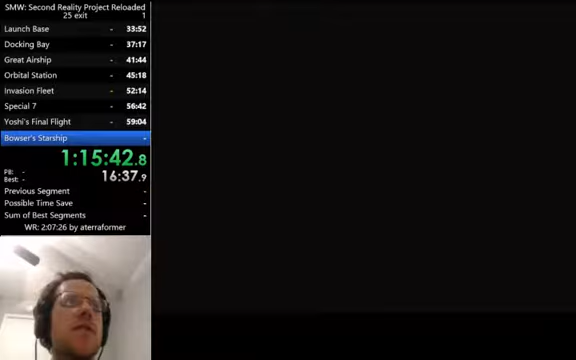 SMW: Second Reality Project Reloaded
25 exit 1
Launch Base - 33:52
Docking Bay - 37:17
Great Airship - 41:44
Orbital Station - 45:18
Invasion Fleet - 52:14
Special 7 - 56:42
Yoshi's Final Flight - 59:04
Bowser's Starship -
1:15:42.8
PB: -
Best: - 16:37.9
Previous Segment -
Possible Time Save -
Sum of Best Segments -
WR: 2:07:26 by aterraformer